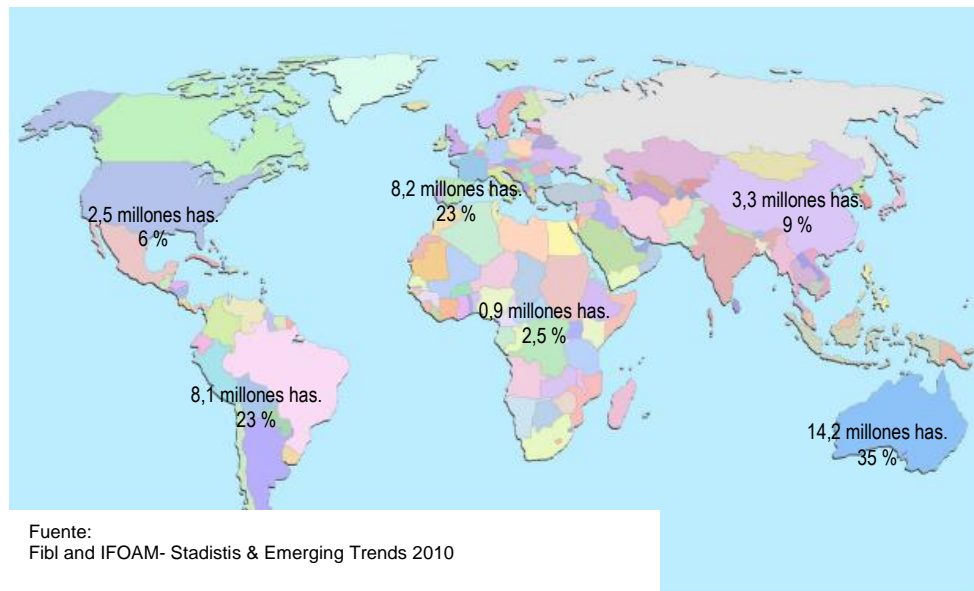 8,2 millones has.
23 %
2,5 millones has.
6 %
3,3 millones has.
9 %
0,9 millones has.
2,5 %
8,1 millones has.
23 %
14,2 millones has.
35 %
Fuente:
Fibl and IFOAM- Stadistis & Emerging Trends 2010